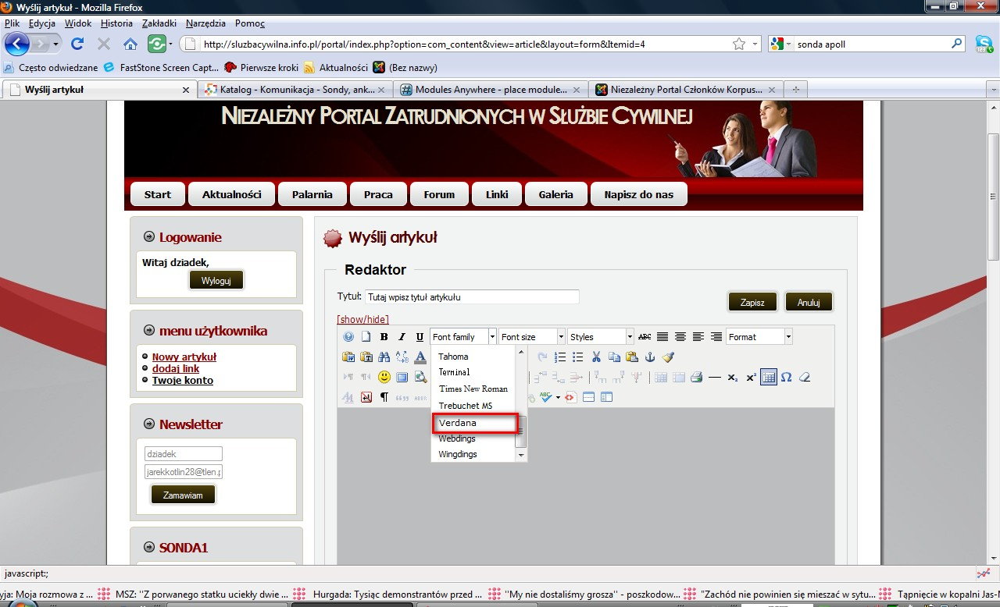 Wyślij artykuł - Mozilla Firefox
Plik Edycja Widok Historia Zakładki Narzędzia Pomoc
http://sluzbacywilna.info.pl/portal/index.php?option=com_content&view=article&layout=form&Itemid=4
sonda apoll
Często odwiedzane FastStone Screen Capt... Pierwsze kroki Aktualności (Bez nazwy)
Wyślij artykuł Katalog - Komunikacja - Sondy, ank... Modules Anywhere - place module... Niezależny Portal Członków Korpus...
Niezależny Portal Zatrudnionych w Służbie Cywilnej
Start Aktualności Palarnia Praca Forum Linki Galeria Napisz do nas
Logowanie
Witaj dziadek,
Wyloguj
menu użytkownika
Nowy artykuł
dodaj link
Twoje konto
Newsletter
dziadek
jarekkotlin28@tlen.p
Zamawiam
SONDA1
Wyślij artykuł
Redaktor
Tytuł: Tutaj wpisz tytuł artykułu
Zapisz Anuluj
[show/hide]
B I U Font family Font size Styles ABC Format
Tahoma
Terminal
Times New Roman
Trebuchet MS
Verdana
Webdings
Wingdings
javascript:;
yja: Moja rozmowa z ... MSZ: "Z porwanego statku uciekły dwie ... Hurgada: Tysiąc demonstrantów przed ... "My nie dostaliśmy grosza" - poszkodow... "Zachód nie powinien się mieszać w sytu... Tąpnięcie w kopalni Jas-